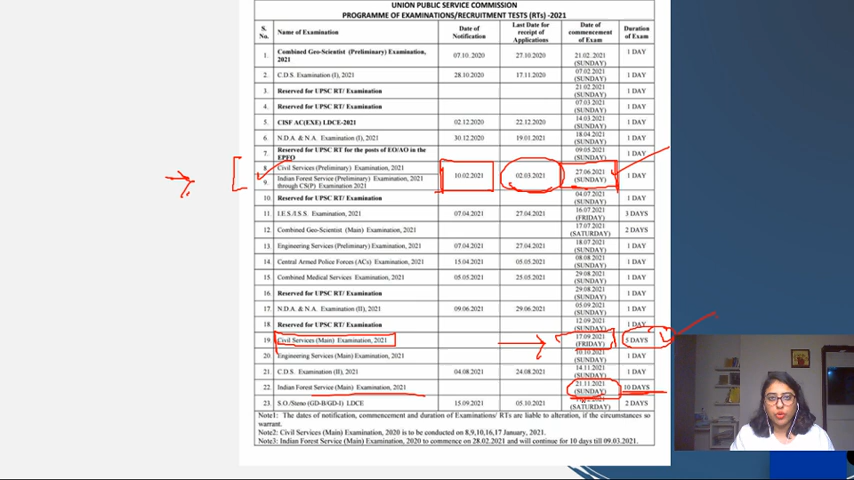 UNION PUBLIC SERVICE COMMISSION
PROGRAMME OF EXAMINATIONS/RECRUITMENT TESTS (RTs) -2021
S. No. Name of Examination Date of Notification Last Date for receipt of Applications Date of commencement of Exam Duration of Exam
1. Combined Geo-Scientist (Preliminary) Examination, 2021 07.10.2020 27.10.2020 21.02.2021 (SUNDAY) 1 DAY
2. C.D.S. Examination (I), 2021 28.10.2020 17.11.2020 07.02.2021 (SUNDAY) 1 DAY
3. Reserved for UPSC RT/ Examination 21.02.2021 (SUNDAY) 1 DAY
4. Reserved for UPSC RT/ Examination 07.03.2021 (SUNDAY) 1 DAY
5. CISF AC(EXE) LDCE-2021 02.12.2020 22.12.2020 14.03.2021 (SUNDAY) 1 DAY
6. N.D.A. & N.A. Examination (I), 2021 30.12.2020 19.01.2021 18.04.2021 (SUNDAY) 1 DAY
7. Reserved for UPSC RT for the posts of EO/AO in the EPFO 09.05.2021 (SUNDAY) 1 DAY
8. Civil Services (Preliminary) Examination, 2021 10.02.2021 02.03.2021 27.06.2021 (SUNDAY) 1 DAY
9. Indian Forest Service (Preliminary) Examination, 2021 through CS(P) Examination 2021
10. Reserved for UPSC RT/ Examination 04.07.2021 (SUNDAY) 1 DAY
11. I.E.S./I.S.S. Examination, 2021 07.04.2021 27.04.2021 16.07.2021 (FRIDAY) 3 DAYS
12. Combined Geo-Scientist (Main) Examination, 2021 17.07.2021 (SATURDAY) 2 DAYS
13. Engineering Services (Preliminary) Examination, 2021 07.04.2021 27.04.2021 18.07.2021 (SUNDAY) 1 DAY
14. Central Armed Police Forces (ACs) Examination, 2021 15.04.2021 05.05.2021 08.08.2021 (SUNDAY) 1 DAY
15. Combined Medical Services Examination, 2021 05.05.2021 25.05.2021 29.08.2021 (SUNDAY) 1 DAY
16. Reserved for UPSC RT/ Examination 29.08.2021 (SUNDAY) 1 DAY
17. N.D.A. & N.A. Examination (II), 2021 09.06.2021 29.06.2021 05.09.2021 (SUNDAY) 1 DAY
18. Reserved for UPSC RT/ Examination 12.09.2021 (SUNDAY) 1 DAY
19. Civil Services (Main) Examination, 2021 17.09.2021 (FRIDAY) 5 DAYS
20. Engineering Services (Main) Examination, 2021 10.10.2021 (SUNDAY) 1 DAY
21. C.D.S. Examination (II), 2021 04.08.2021 24.08.2021 14.11.2021 (SUNDAY) 1 DAY
22. Indian Forest Service (Main) Examination, 2021 21.11.2021 (SUNDAY) 10 DAYS
23. S.O./Steno (GD-B/GD-I) LDCE 15.09.2021 05.10.2021 (SATURDAY) 2 DAYS
Note1: The dates of notification, commencement and duration of Examinations/ RTs are liable to alteration, if the circumstances so
warrant.
Note2: Civil Services (Main) Examination, 2020 is to be conducted on 8,9,10,16,17 January, 2021.
Note3: Indian Forest Service (Main) Examination, 2020 to commence on 28.02.2021 and will continue for 10 days till 09.03.2021.